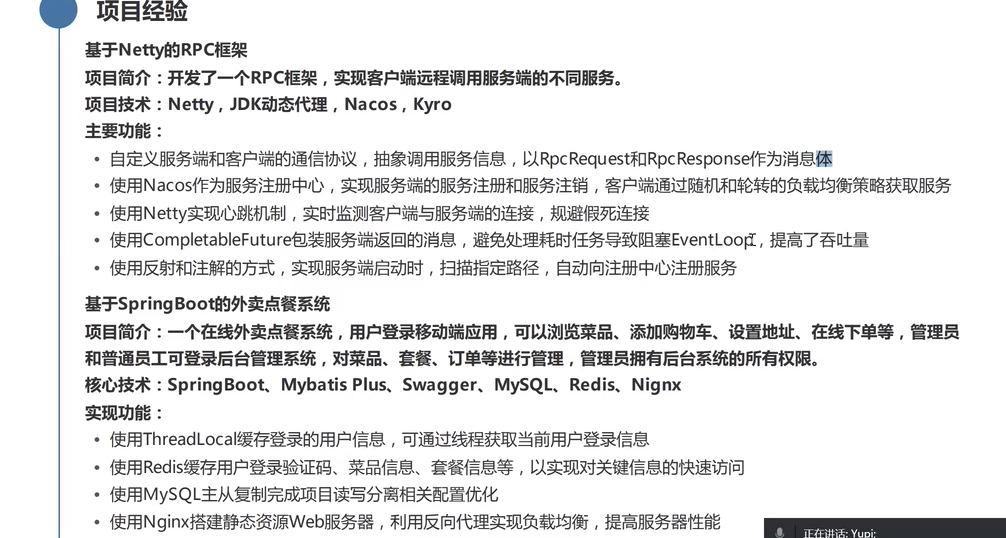 项目经验
基于Netty的RPC框架
项目简介：开发了一个RPC框架，实现客户端远程调用服务端的不同服务。
项目技术：Netty，JDK动态代理，Nacos，Kyro
主要功能：
• 自定义服务端和客户端的通信协议，抽象调用服务信息，以RpcRequest和RpcResponse作为消息体
• 使用Nacos作为服务注册中心，实现服务端的服务注册和服务注销，客户端通过随机和轮转的负载均衡策略获取服务
• 使用Netty实现心跳机制，实时监测客户端与服务端的连接，规避假死连接
• 使用CompletableFuture包装服务端返回的消息，避免处理耗时任务导致阻塞EventLoop，提高了吞吐量
• 使用反射和注解的方式，实现服务端启动时，扫描指定路径，自动向注册中心注册服务
基于SpringBoot的外卖点餐系统
项目简介：一个在线外卖点餐系统，用户登录移动端应用，可以浏览菜品、添加购物车、设置地址、在线下单等，管理员
和普通员工可登录后台管理系统，对菜品、套餐、订单等进行管理，管理员拥有后台系统的所有权限。
核心技术：SpringBoot、Mybatis Plus、Swagger、MySQL、Redis、Nignx
实现功能：
• 使用ThreadLocal缓存登录的用户信息，可通过线程获取当前用户登录信息
• 使用Redis缓存用户登录验证码、菜品信息、套餐信息等，以实现对关键信息的快速访问
• 使用MySQL主从复制完成项目读写分离相关配置优化
• 使用Nginx搭建静态资源Web服务器，利用反向代理实现负载均衡，提高服务器性能
正在讲话: Yupi;